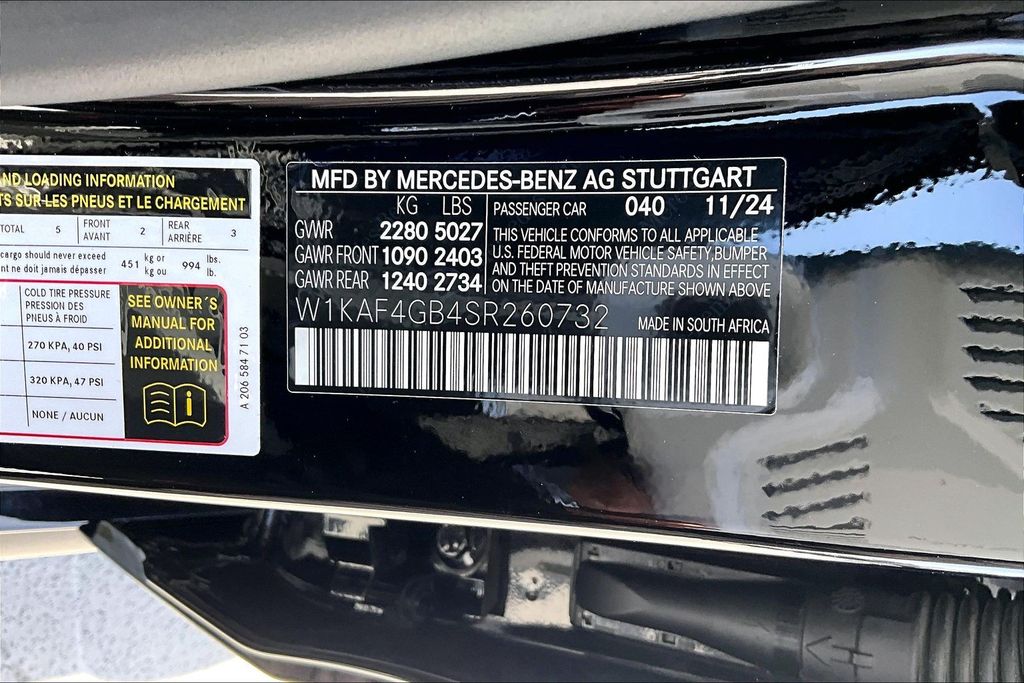 ND LOADING INFORMATION
TS SUR LES PNEUS ET LE CHARGEMENT
TOTAL 5 FRONT 2 REAR 3
AVANT ARRIÈRE
cargo should never exceed 451 kg or 994 lbs.
nt ne doit jamais dépasser kg ou lb.
COLD TIRE PRESSURE
PRESSION DES
PNEUS À FROID
270 KPA, 40 PSI
320 KPA, 47 PSI
NONE / AUCUN
SEE OWNER´S
MANUAL FOR
ADDITIONAL
INFORMATION
i
A 206 584 71 03
MFD BY MERCEDES-BENZ AG STUTTGART
KG LBS
GVWR 2280 5027
GAWR FRONT 1090 2403
GAWR REAR 1240 2734
PASSENGER CAR 040 11/24
THIS VEHICLE CONFORMS TO ALL APPLICABLE
U.S. FEDERAL MOTOR VEHICLE SAFETY,BUMPER
AND THEFT PREVENTION STANDARDS IN EFFECT
ON THE DATE OF MANUFACTURE SHOWN ABOVE
W1KAF4GB4SR260732 MADE IN SOUTH AFRICA